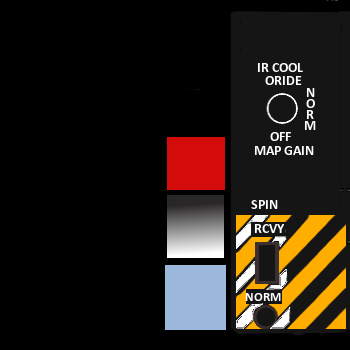 IR COOL
ORIDE
NORM
OFF
MAP GAIN
SPIN
RCVY
NORM